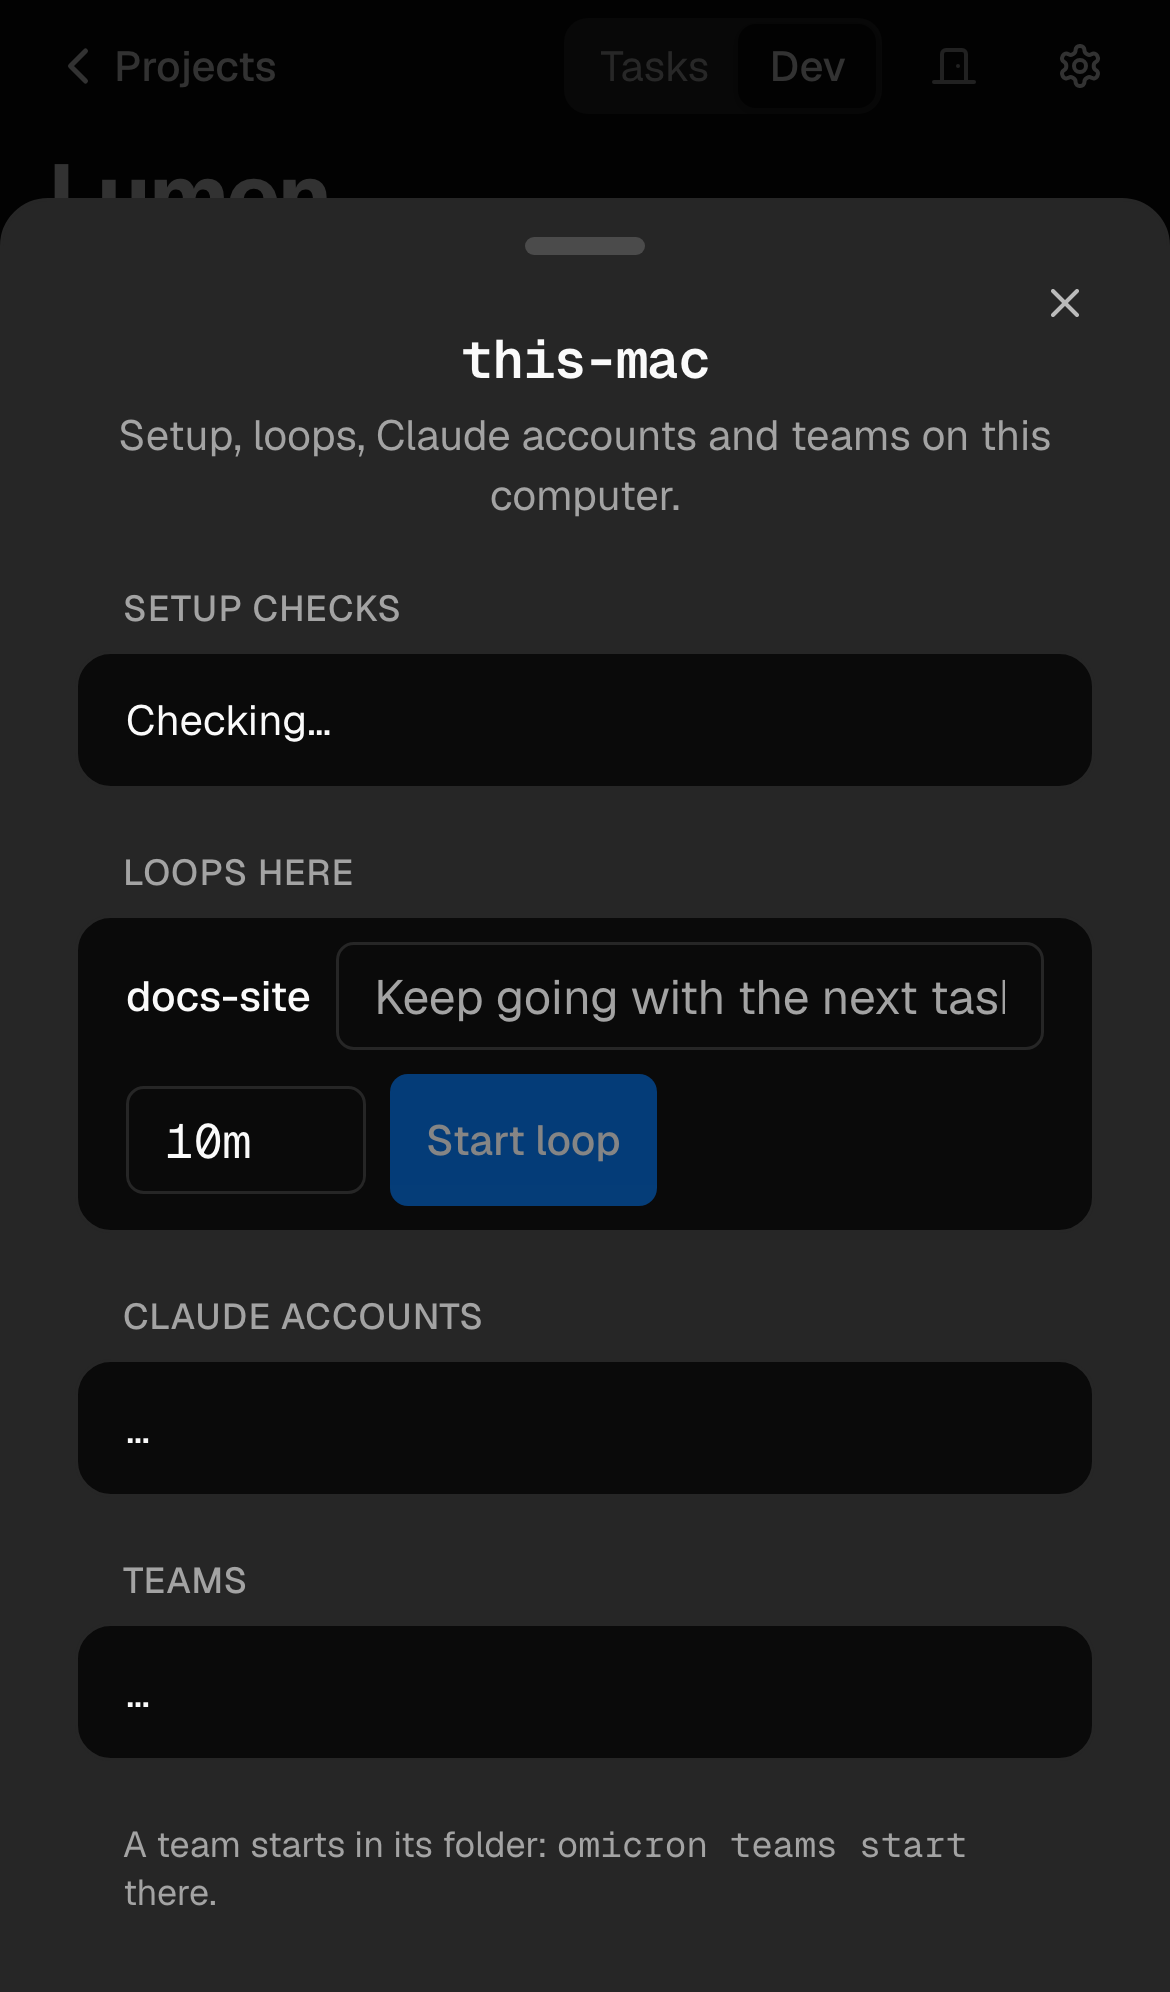 Projects
Tasks
Dev
Lumon
this-mac
Setup, loops, Claude accounts and teams on this
computer.
SETUP CHECKS
Checking…
LOOPS HERE
docs-site
Keep going with the next tas
10m
Start loop
CLAUDE ACCOUNTS
…
TEAMS
…
A team starts in its folder: omicron teams start
there.